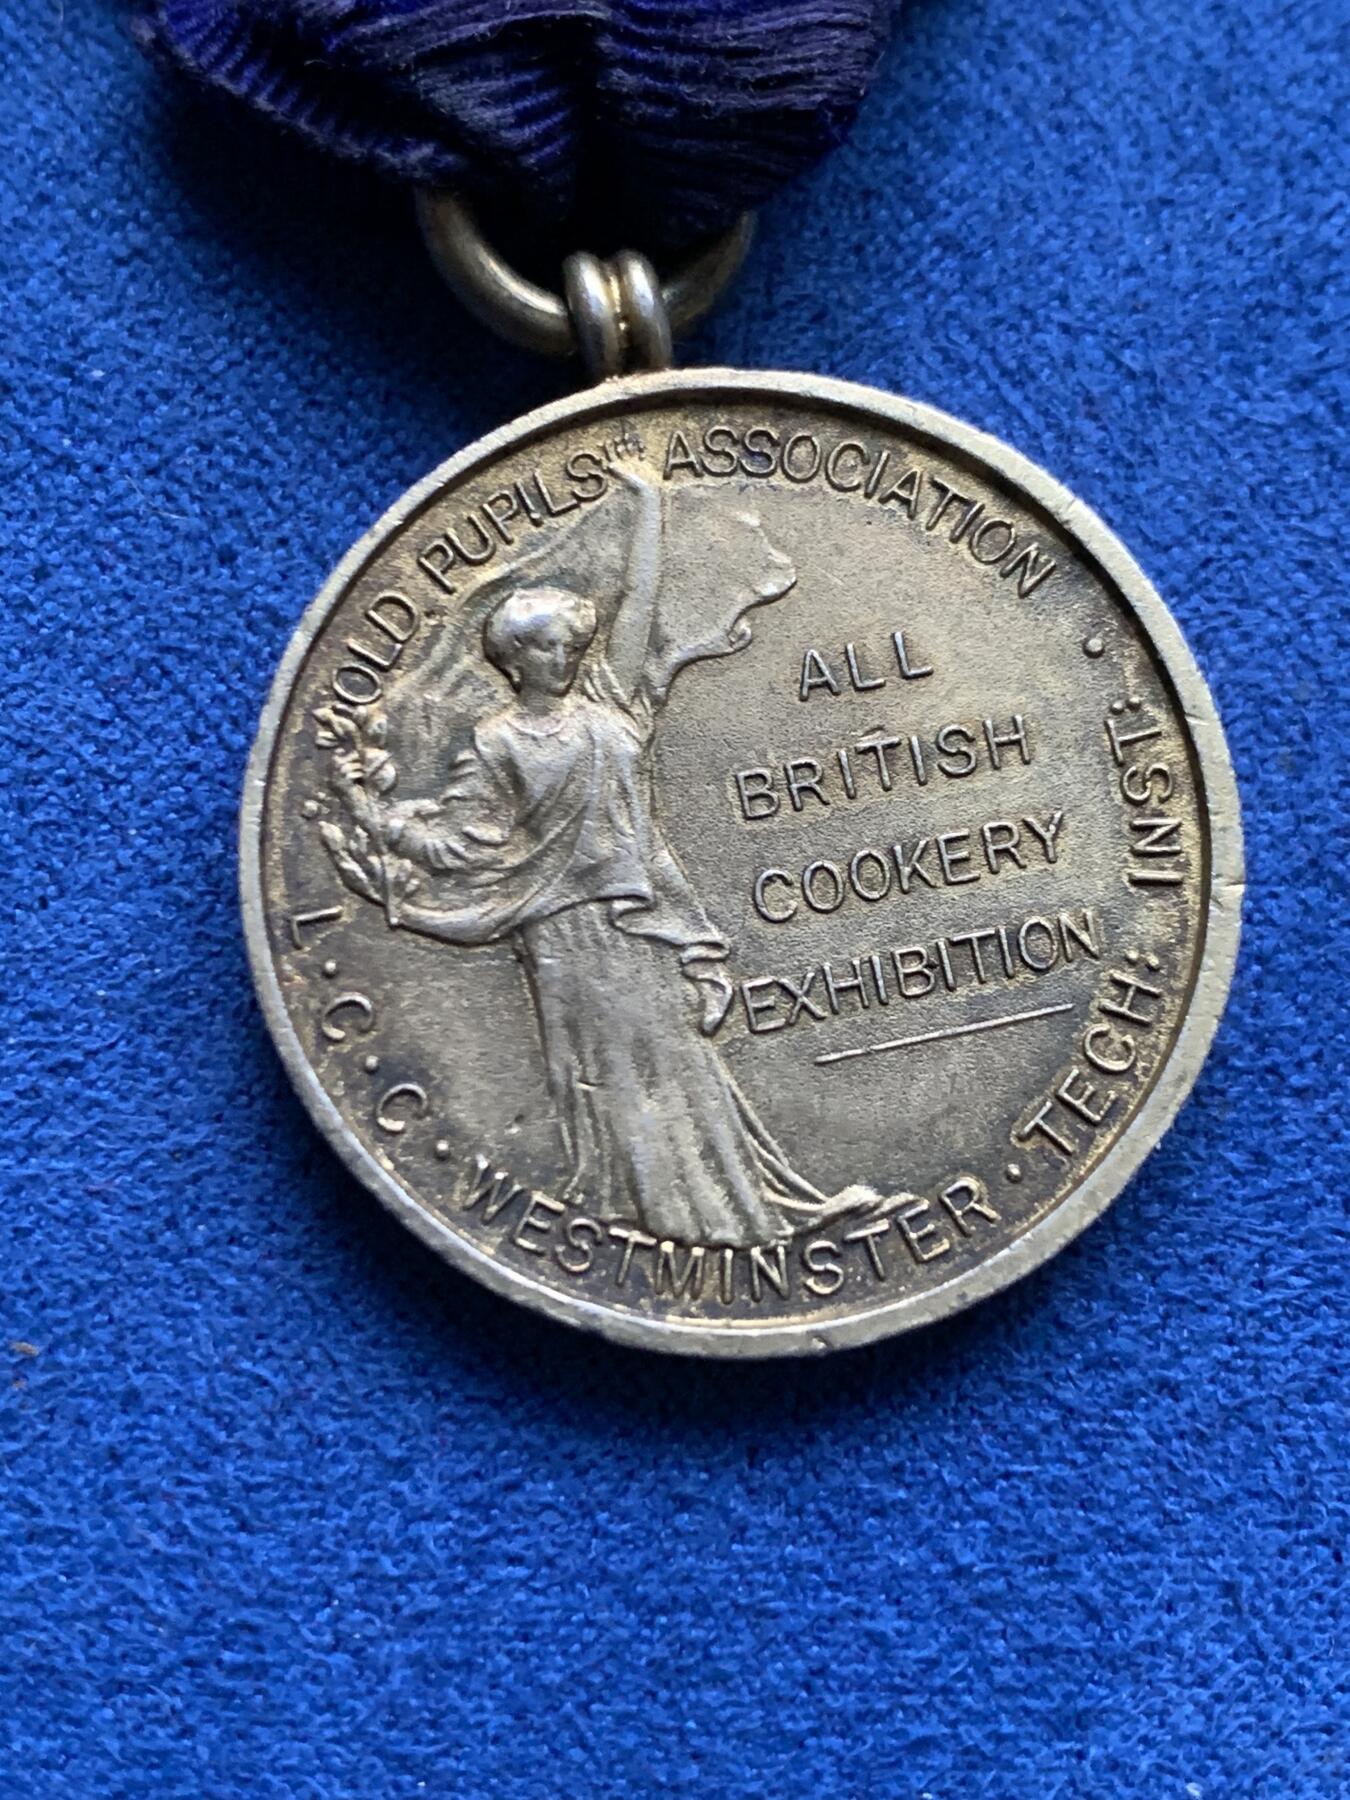 OLD. PUPILS' ASSOCIATION
ALL
BRITISH
COOKERY
EXHIBITION
L.C.C. WESTMINSTER. TECH: INST: